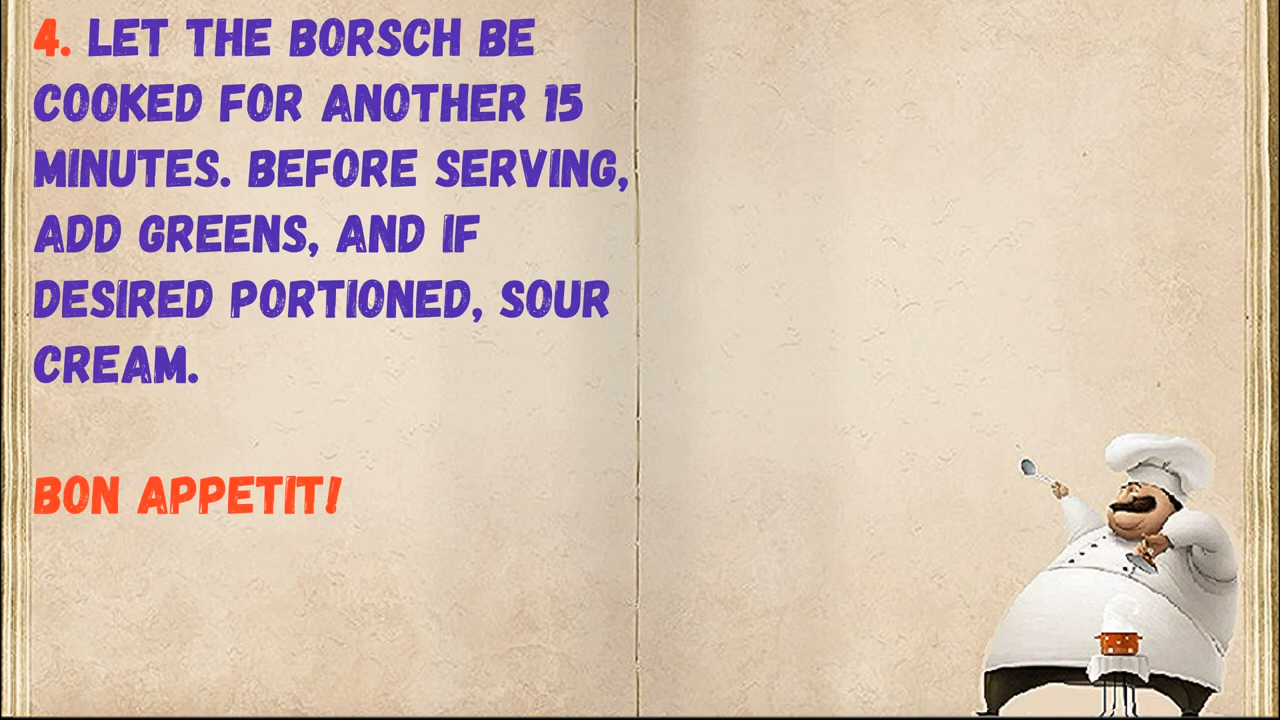 4. LET THE BORSCH BE
COOKED FOR ANOTHER 15
MINUTES. BEFORE SERVING,
ADD GREENS, AND IF
DESIRED PORTIONED, SOUR
CREAM.
BON APPETIT!